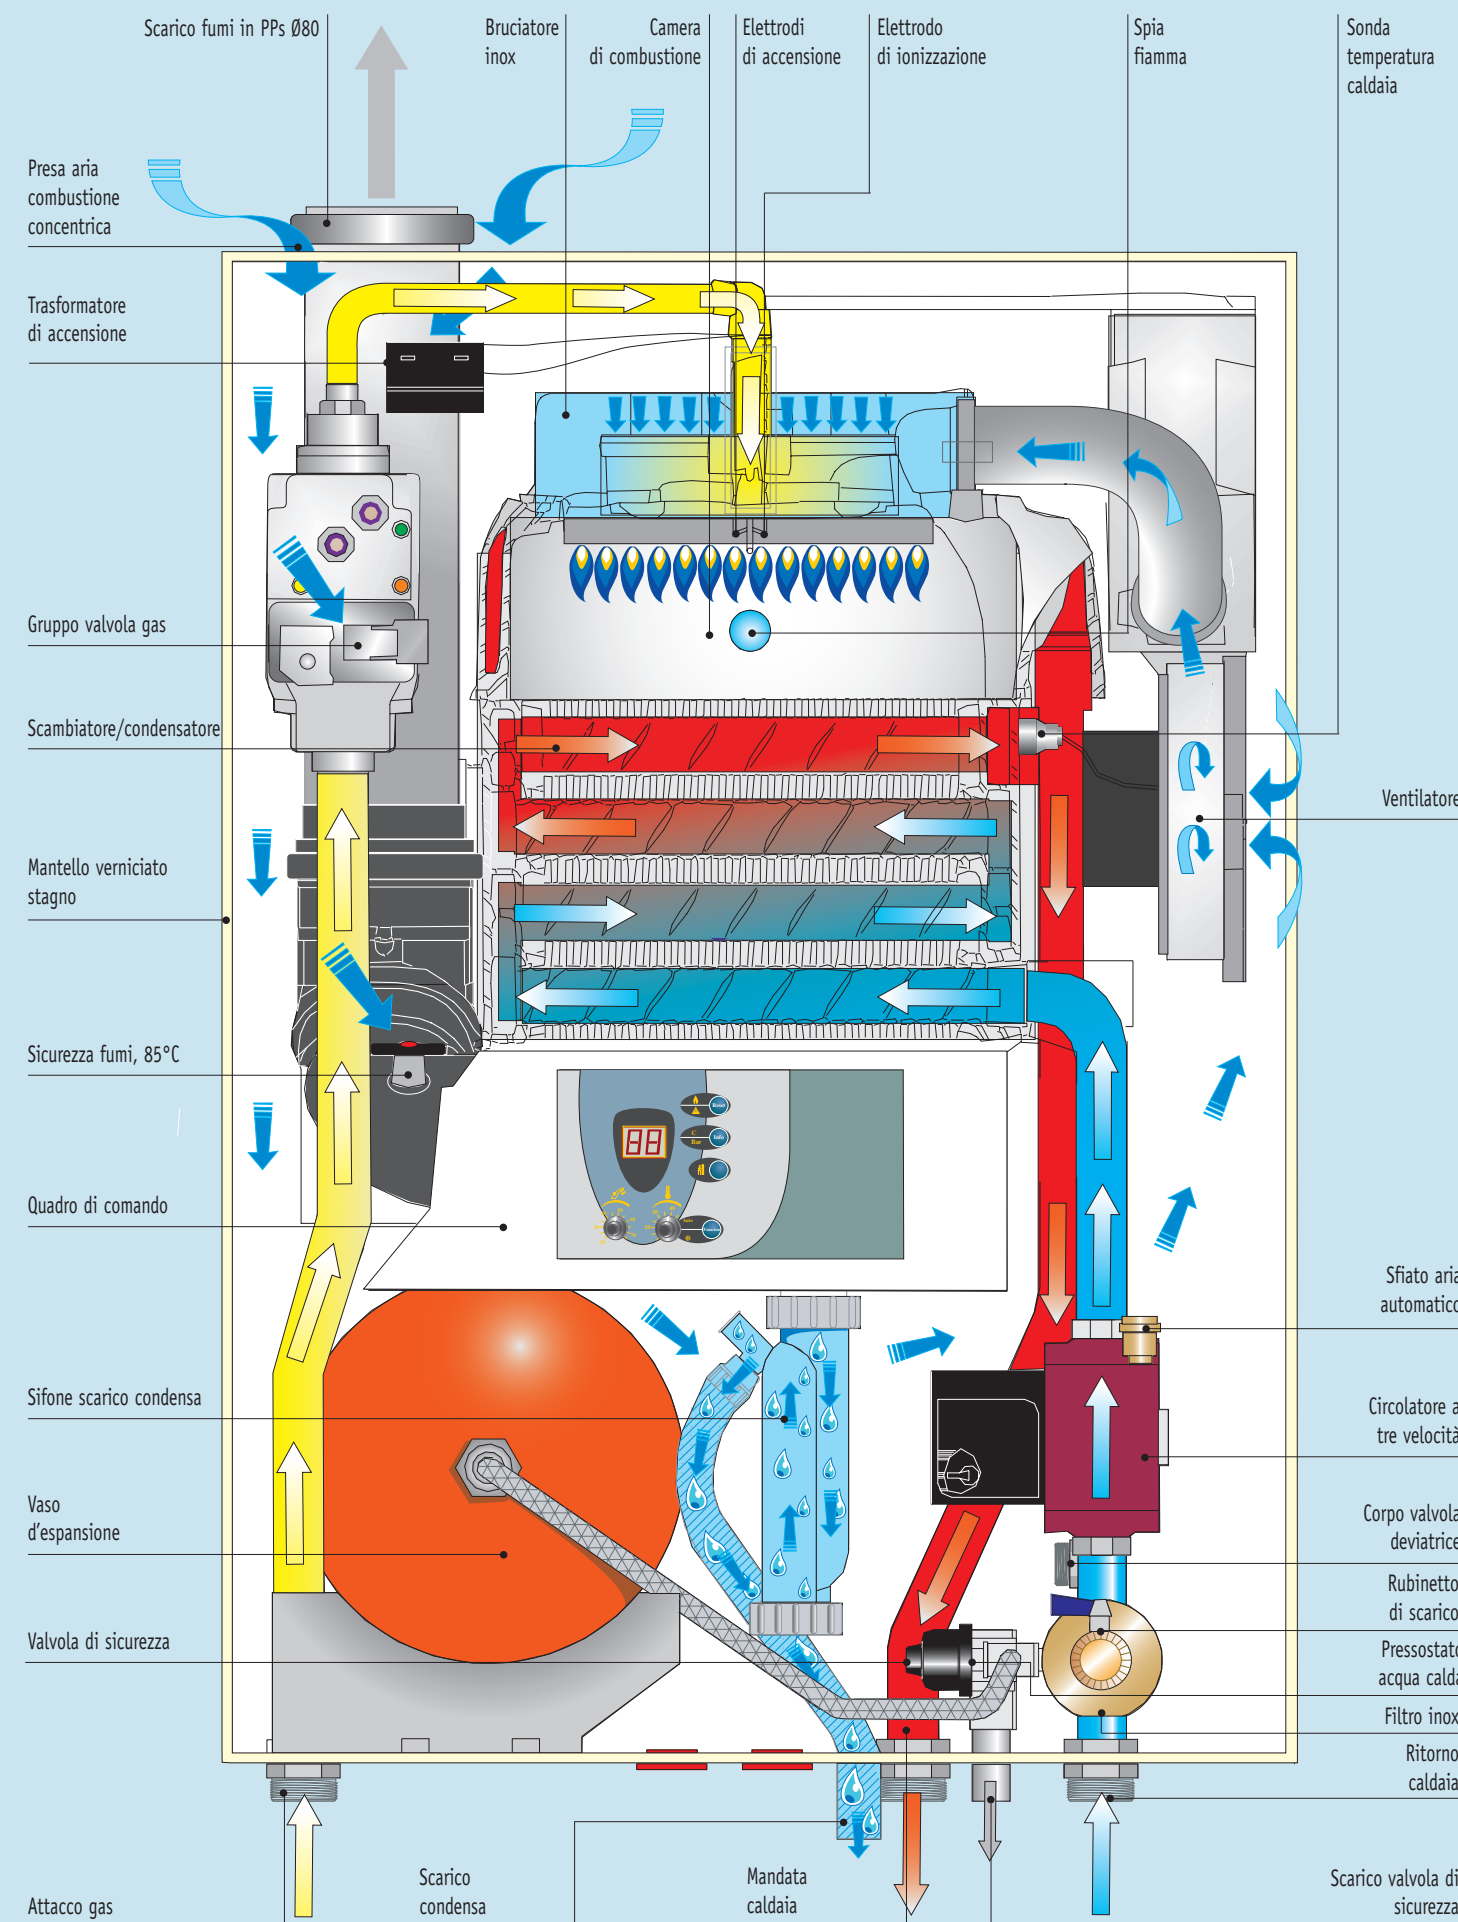 Scarico fumi in PPs Ø80
Bruciatore
inox
Camera
di combustione
Elettrodi
di accensione
Elettrodo
di ionizzazione
Spia
fiamma
Sonda
temperatura
caldaia
Presa aria
combustione
concentrica
Trasformatore
di accensione
Gruppo valvola gas
Scambiatore/condensatore
Ventilatore
Mantello verniciato
stagno
Sicurezza fumi, 85°C
Reset
C
Bar
Info
Quadro di comando
Sfiato aria
automatico
Sifone scarico condensa
Circolatore a
tre velocità
Vaso
d'espansione
Corpo valvola
deviatrice
Rubinetto
di scarico
Valvola di sicurezza
Pressostato
acqua calda
Filtro inox
Ritorno
caldaia
Attacco gas
Scarico
condensa
Mandata
caldaia
Scarico valvola di
sicurezza